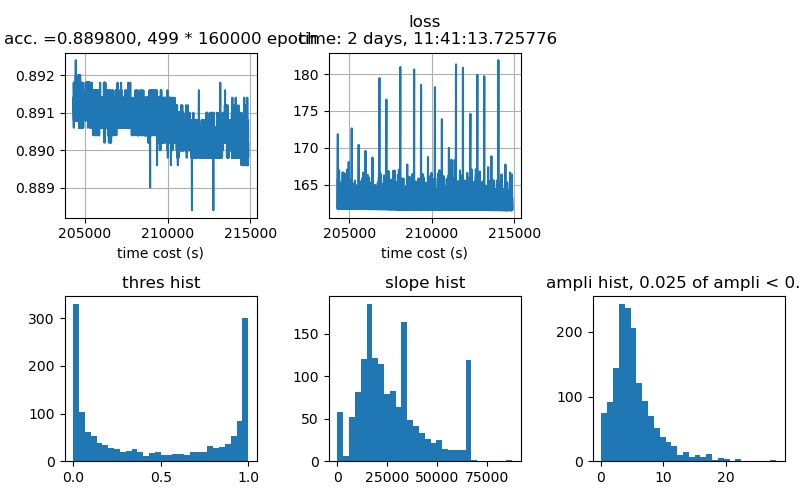 loss
acc. =0.889800, 499 * 160000 epoch
time: 2 days, 11:41:13.725776
0.892
0.891
0.890
0.889
205000 210000 215000
time cost (s)
180
175
170
165
205000 210000 215000
time cost (s)
thres hist
300
200
100
0
0.0 0.5 1.0
slope hist
150
100
50
0
0 25000 50000 75000
ampli hist, 0.025 of ampli < 0.
200
100
0
0 10 20